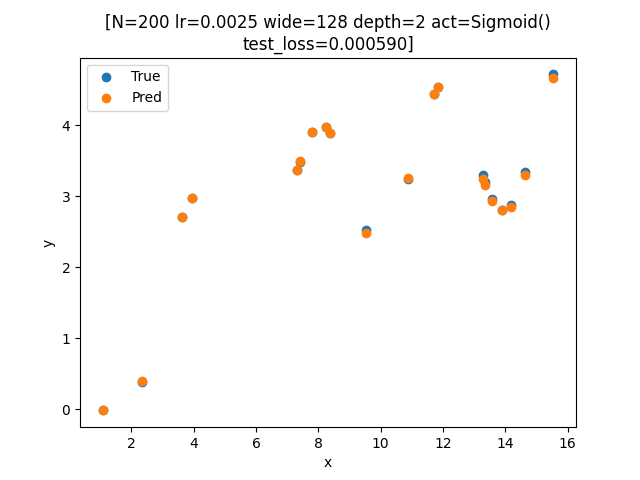 [N=200 lr=0.0025 wide=128 depth=2 act=Sigmoid()
test_loss=0.000590]
True
Pred
4
3
2
1
0
y
2 4 6 8 10 12 14 16
x